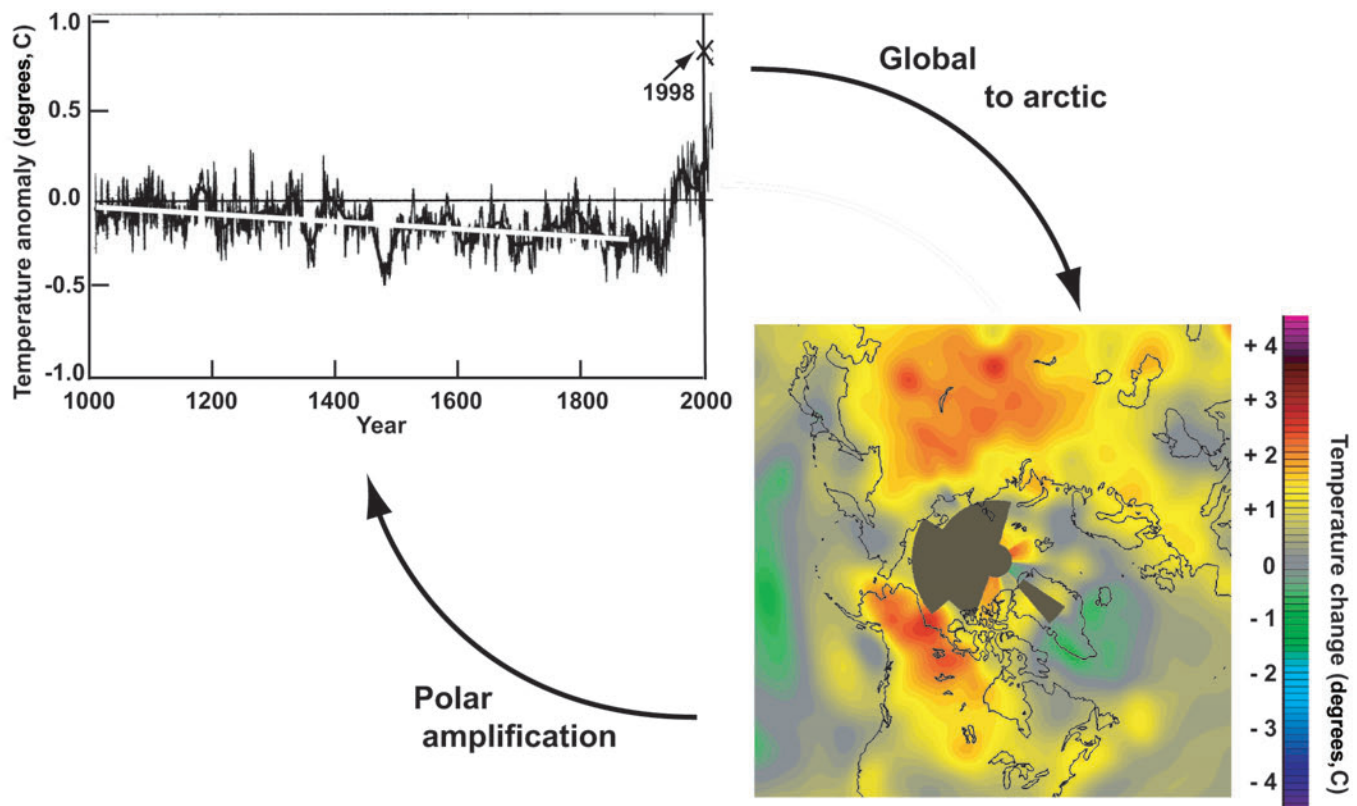 Temperature anomaly (degrees, C)
1.0
0.5
0.0
-0.5
-1.0
1998
1000 1200 1400 1600 1800 2000
Year
Global
to arctic
Polar
amplification
+ 4
+ 3
+ 2
+ 1
0
- 1
- 2
- 3
- 4
Temperature change (degrees, C)